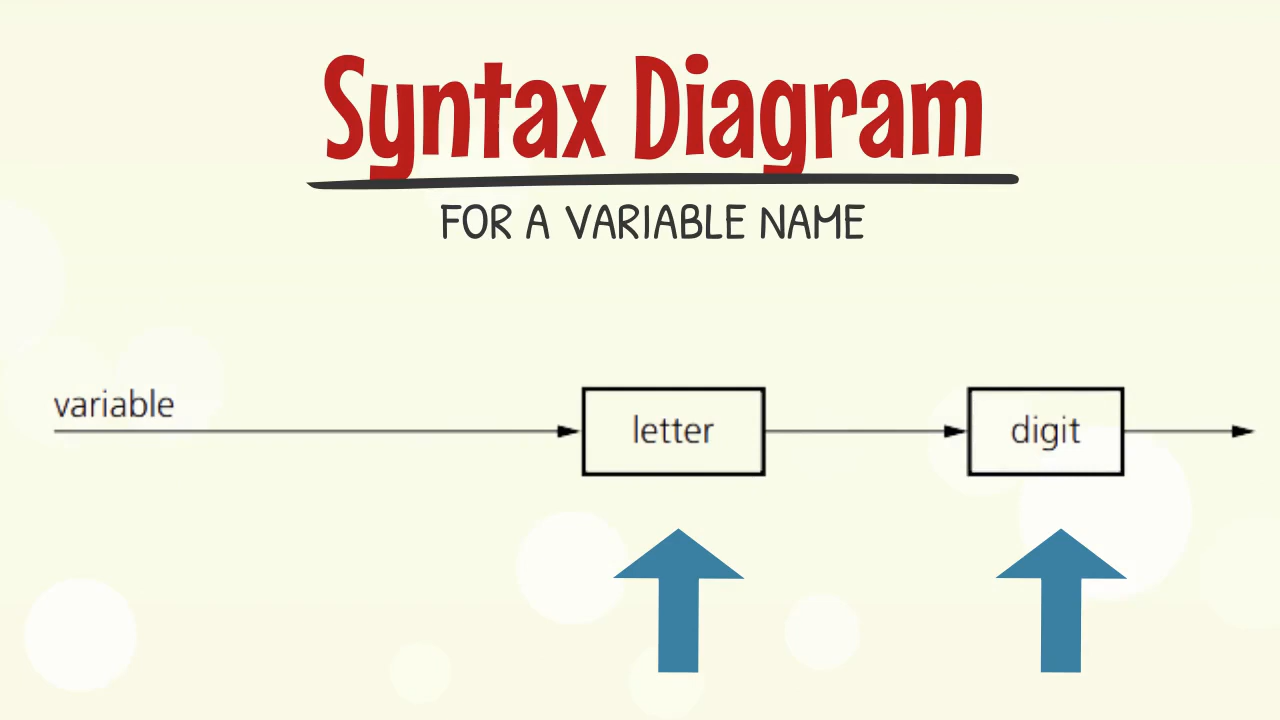 Syntax Diagram
FOR A VARIABLE NAME
variable
letter
digit